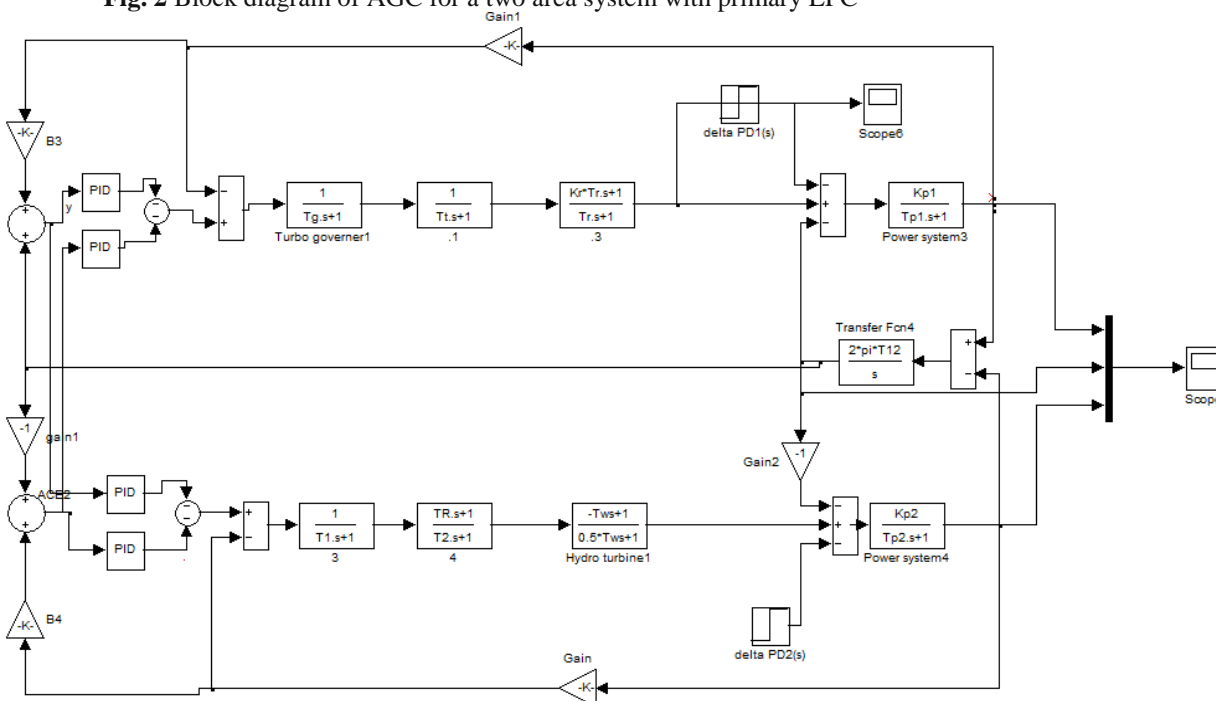 Fig. 2 Block diagram of AGC for a two area system with primary LFC
Gain1
-K-
-K-
B3
delta PD1(s)
Scope6
PID
y
+
+
PID
−
−
−
+
1
Tg.s+1
Turbo governer1
1
Tt.s+1
.1
Kr*Tr.s+1
Tr.s+1
.3
−
+
−
Kp1
Tp1.s+1
Power system3
Transfer Fcn4
2*pi*T12
s
+
−
Scope
-1
gain1
Gain2
-1
ACE2
+
+
PID
PID
−
−
+
−
1
T1.s+1
3
TR.s+1
T2.s+1
4
-Tws+1
0.5*Tws+1
Hydro turbine1
−
+
−
Kp2
Tp2.s+1
Power system4
-K-
B4
delta PD2(s)
Gain
-K-